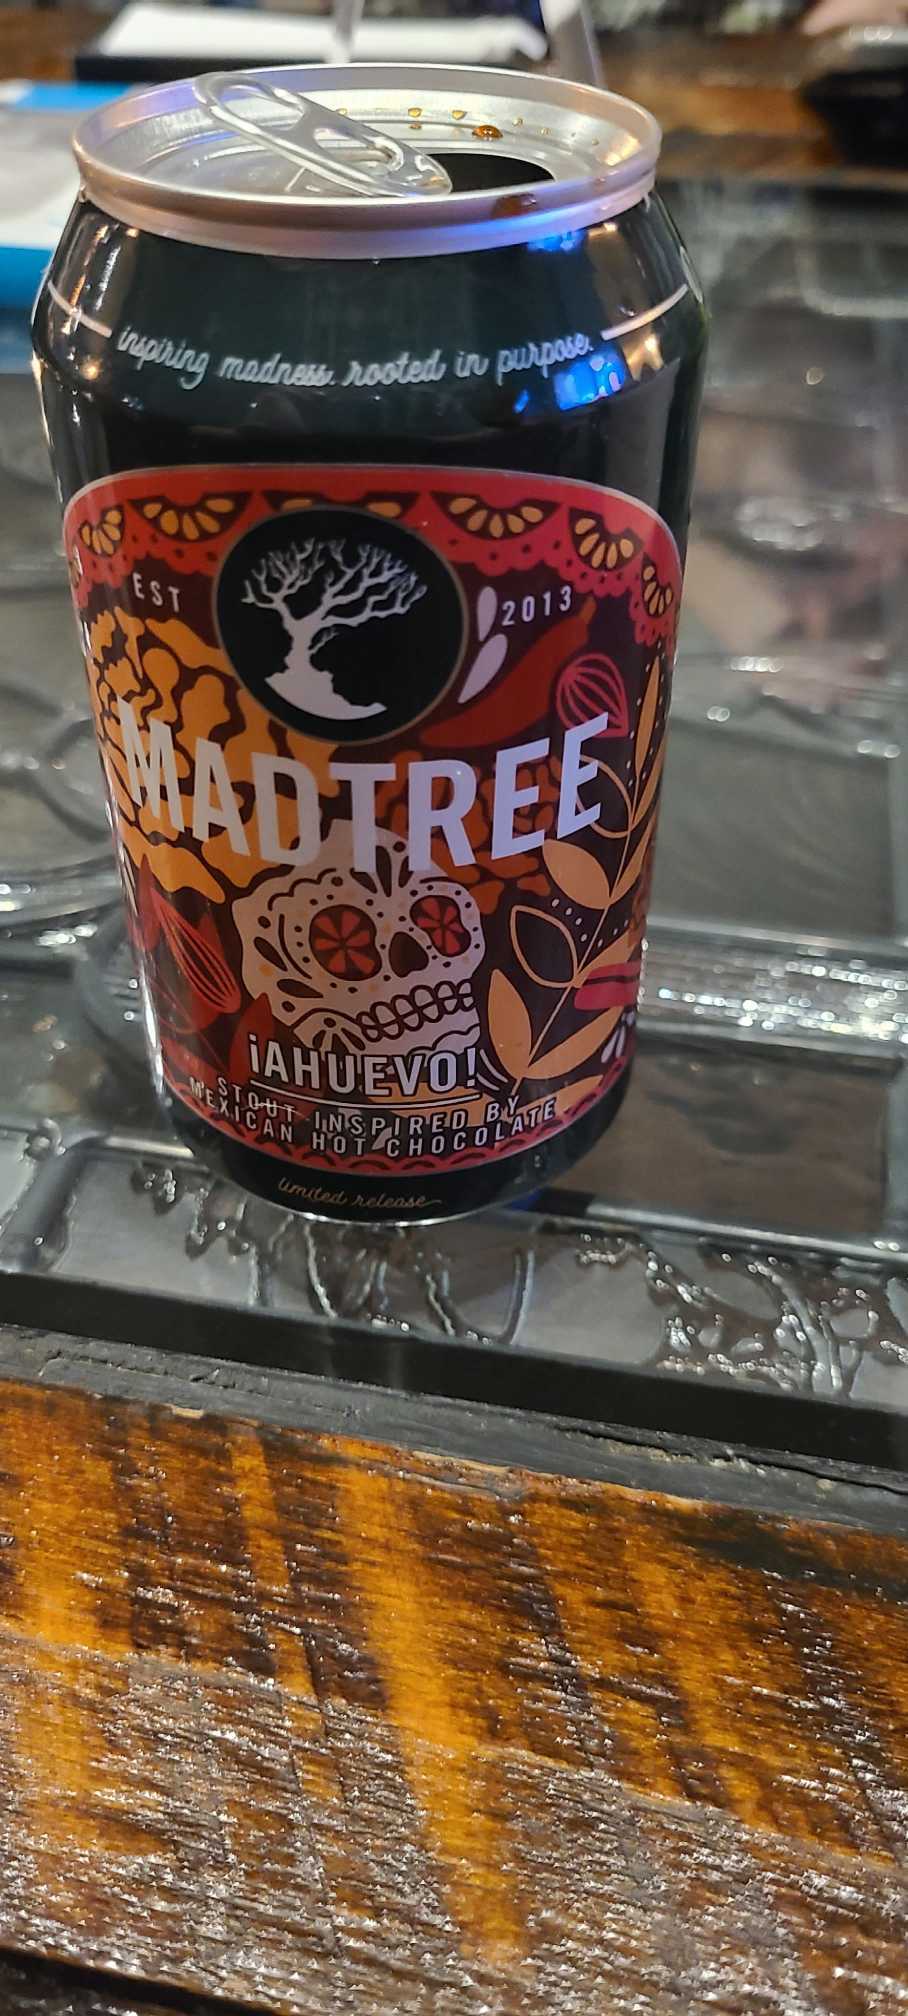 inspiring madness. rooted in purpose.
EST 2013
MADTREE
¡AHUEVO!
STOUT INSPIRED BY
MEXICAN HOT CHOCOLATE
limited release